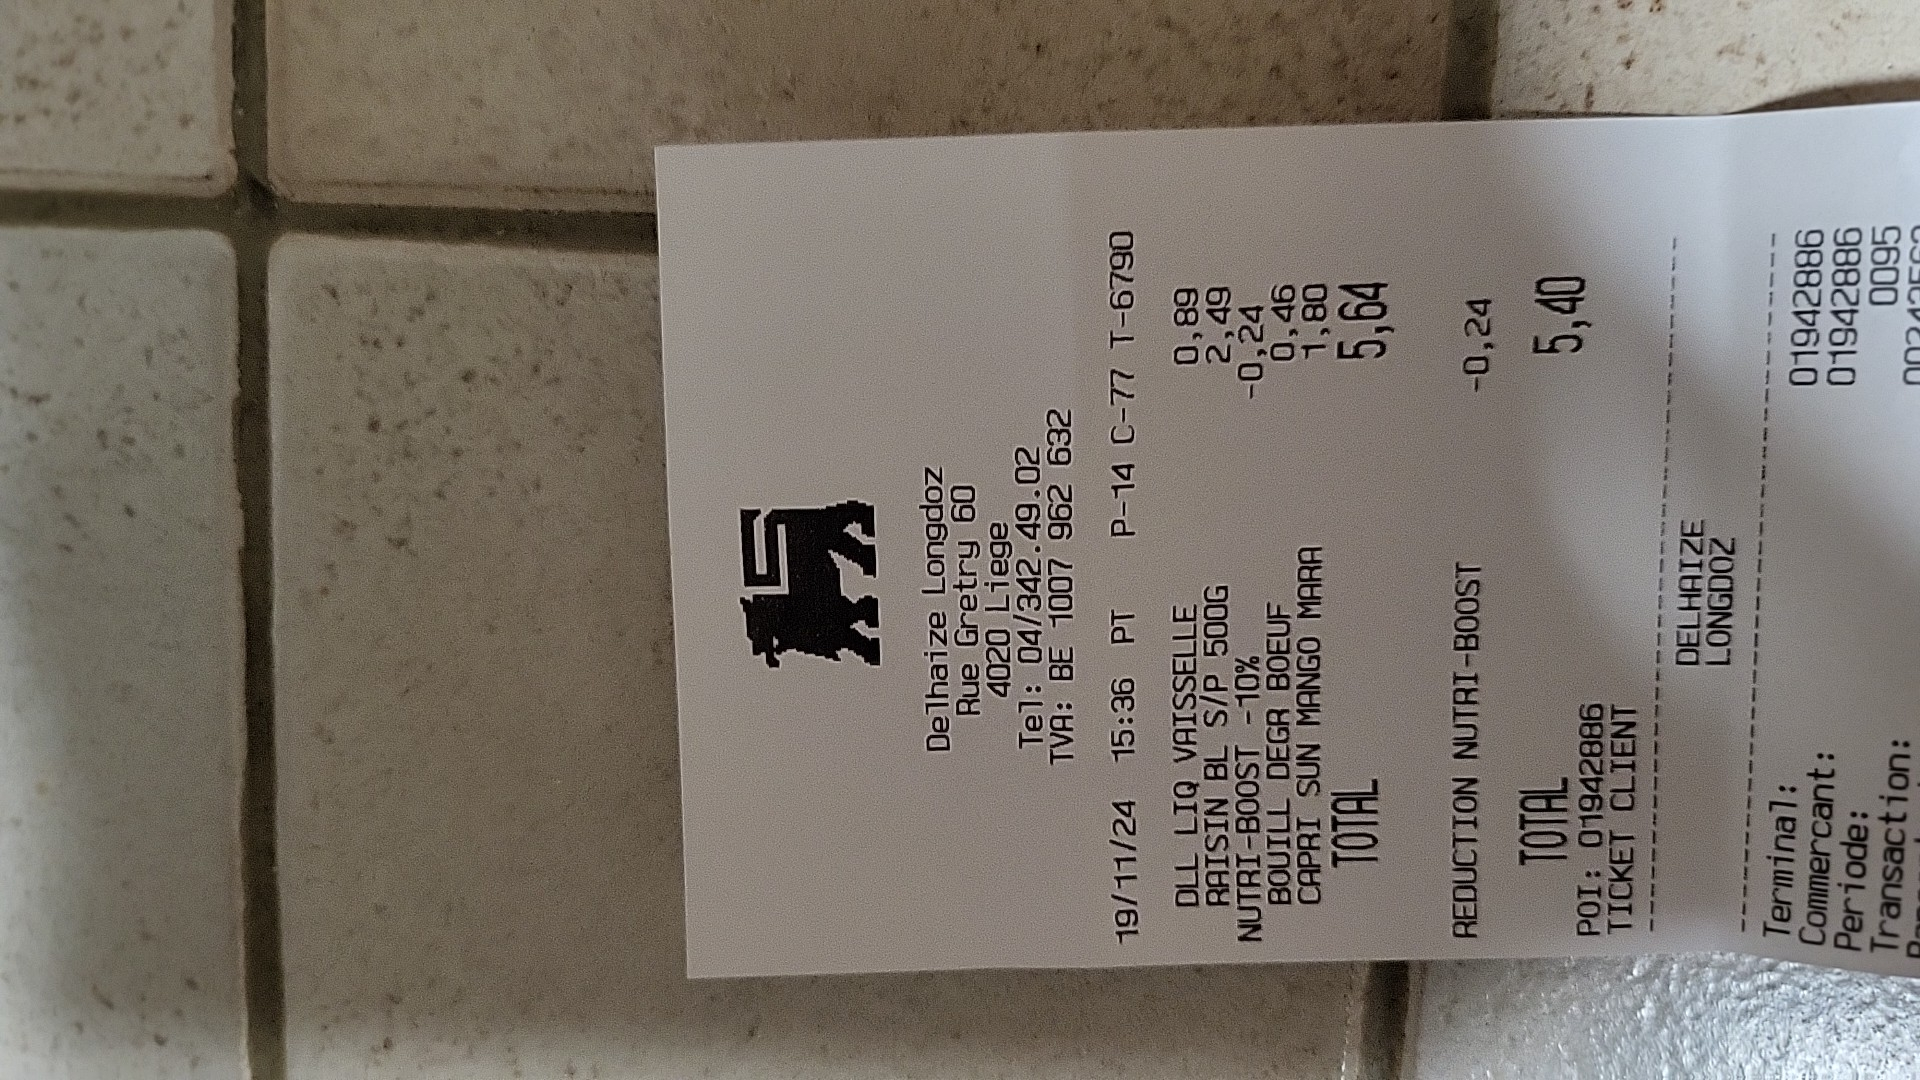 Delhaize Longdoz
Rue Gretry 60
4020 Liege
Tel: 04/342.49.02
TVA: BE 1007 962 632
19/11/24 15:36 PT P-14 C-77 T-6790
DLL LIQ VAISSELLE 0,89
RAISIN BL S/P 500G 2,49
NUTRI-BOOST -10% -0,24
BOUILL DEGR BOEUF 0,46
CAPRI SUN MANGO MARA 1,80
TOTAL 5,64
REDUCTION NUTRI-BOOST -0,24
TOTAL 5,40
POI: 01942886
TICKET CLIENT
DELHAIZE
LONGDOZ
Terminal: 01942886
Commercant: 01942886
Periode: 0095
Transaction: